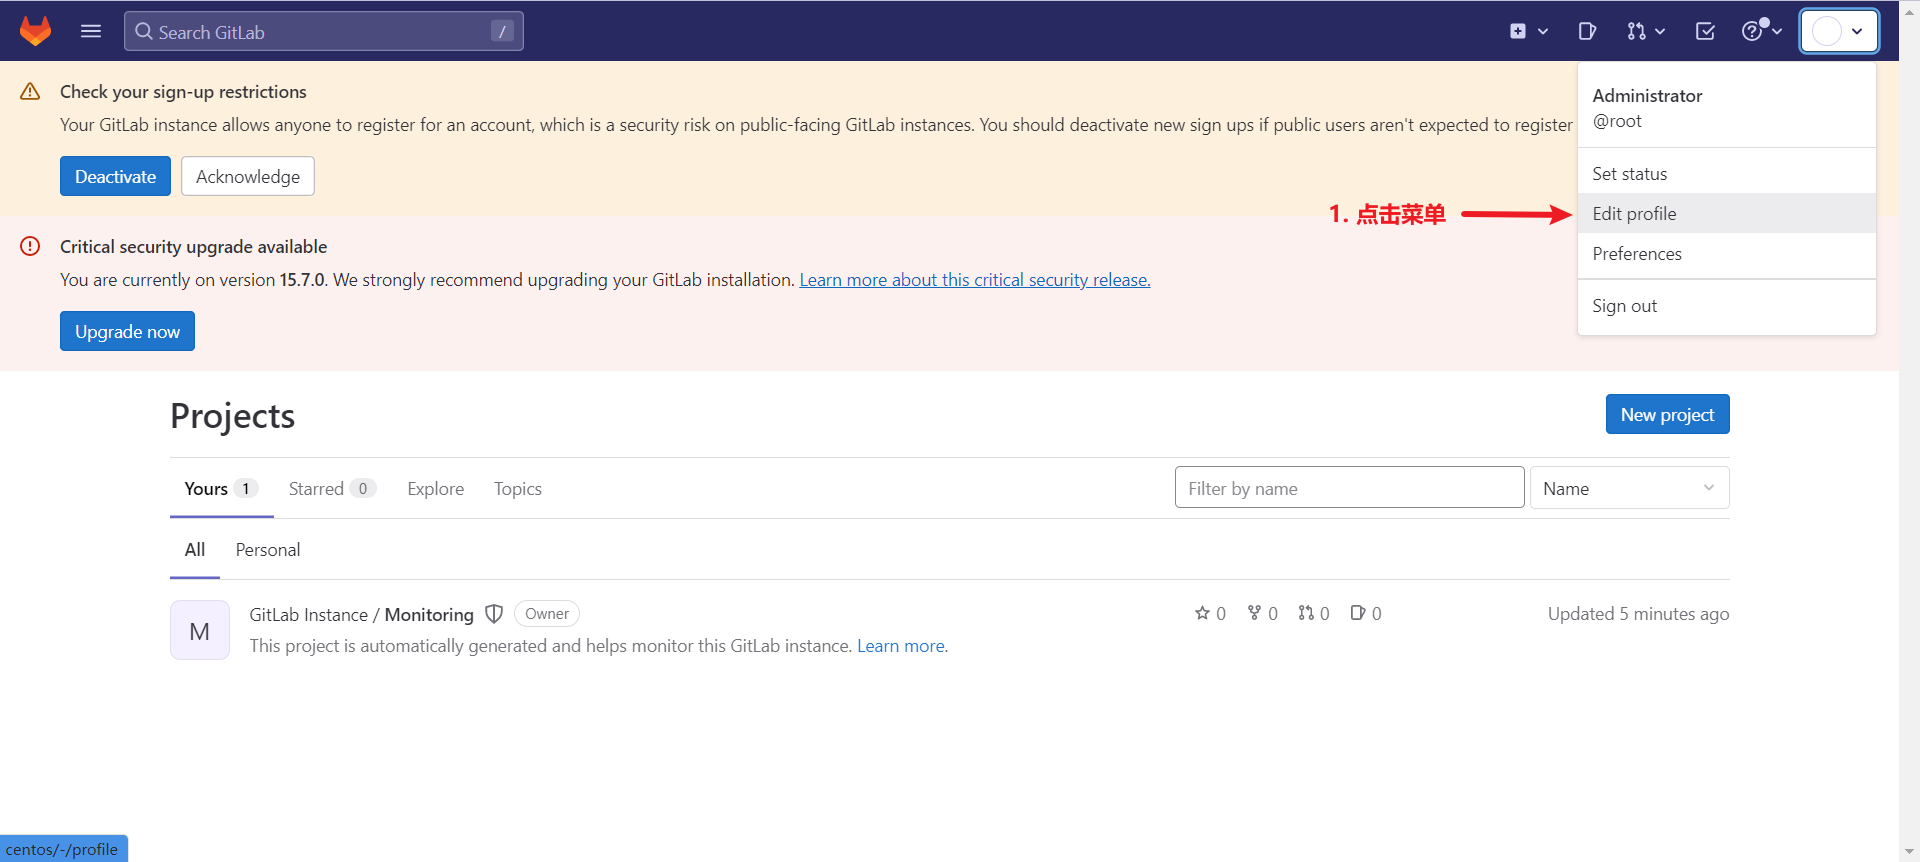 Search GitLab /
Check your sign-up restrictions
Your GitLab instance allows anyone to register for an account, which is a security risk on public-facing GitLab instances. You should deactivate new sign ups if public users aren't expected to register
Deactivate Acknowledge
Administrator
@root
Set status
1. 点击菜单
Edit profile
Preferences
Sign out
Critical security upgrade available
You are currently on version 15.7.0. We strongly recommend upgrading your GitLab installation. Learn more about this critical security release.
Upgrade now
Projects
New project
Yours 1 Starred 0 Explore Topics Filter by name Name
All Personal
M
GitLab Instance / Monitoring Owner 0 0 0 0 Updated 5 minutes ago
This project is automatically generated and helps monitor this GitLab instance. Learn more.
centos/-/profile